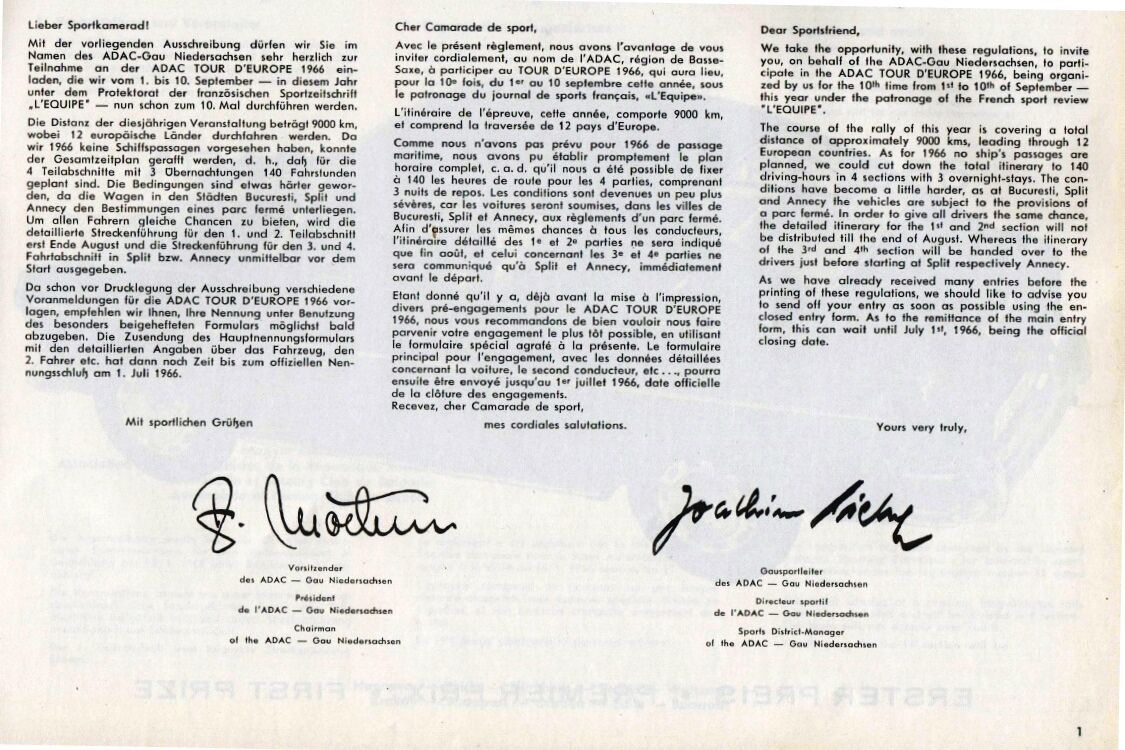 Lieber Sportkamerad!
Mit der vorliegenden Ausschreibung dürfen wir Sie im
Namen des ADAC-Gau Niedersachsen sehr herzlich zur
Teilnahme an der ADAC TOUR D'EUROPE 1966 ein-
laden, die wir vom 1. bis 10. September — in diesem Jahr
unter dem Protektorat der französischen Sportzeitschrift
„L'EQUIPE" — nun schon zum 10. Mal durchführen werden.
Die Distanz der diesjährigen Veranstaltung beträgt 9000 km,
wobei 12 europäische Länder durchfahren werden. Da
wir 1966 keine Schiffspassagen vorgesehen haben, konnte
der Gesamtzeitplan gerafft werden, d. h., daß für die
4 Teilabschnitte mit 3 Übernachtungen 140 Fahrstunden
geplant sind. Die Bedingungen sind etwas härter gewor-
den, da die Wagen in den Städten Bucuresti, Split und
Annecy den Bestimmungen eines parc fermé unterliegen.
Um allen Fahrern gleiche Chancen zu bieten, wird die
detaillierte Streckenführung für den 1. und 2. Teilabschnitt
erst Ende August und die Streckenführung für den 3. und 4.
Fahrtabschnitt in Split bzw. Annecy unmittelbar vor dem
Start ausgegeben.
Da schon vor Drucklegung der Ausschreibung verschiedene
Voranmeldungen für die ADAC TOUR D'EUROPE 1966 vor-
lagen, empfehlen wir Ihnen, Ihre Nennung unter Benutzung
des besonders beigehefteten Formulars möglichst bald
abzugeben. Die Zusendung des Hauptnennungsformulars
mit den detaillierten Angaben über das Fahrzeug, den
2. Fahrer etc. hat dann noch Zeit bis zum offiziellen Nen-
nungsschluß am 1. Juli 1966.
Mit sportlichen Grüßen
Cher Camarade de sport,
Avec le présent règlement, nous avons l'avantage de vous
inviter cordialement, au nom de l'ADAC, région de Basse-
Saxe, à participer au TOUR D'EUROPE 1966, qui aura lieu,
pour la 10e fois, du 1er au 10 septembre cette année, sous
le patronage du journal de sports français, «L'Equipe».
L'itinéraire de l'épreuve, cette année, comporte 9000 km,
et comprend la traversée de 12 pays d'Europe.
Comme nous n'avons pas prévu pour 1966 de passage
maritime, nous avons pu établir promptement le plan
horaire complet, c. a. d. qu'il nous a été possible de fixer
à 140 les heures de route pour les 4 parties, comprenant
3 nuits de repos. Les conditions sont devenues un peu plus
sévères, car les voitures seront soumises, dans les villes de
Bucuresti, Split et Annecy, aux règlements d'un parc fermé.
Afin d'assurer les mêmes chances à tous les conducteurs,
l'itinéraire détaillé des 1e et 2e parties ne sera indiqué
que fin août, et celui concernant les 3e et 4e parties ne
sera communiqué qu'à Split et Annecy, immédiatement
avant le départ.
Etant donné qu'il y a, déjà avant la mise à l'impression,
divers pré-engagements pour le ADAC TOUR D'EUROPE
1966, nous vous recommandons de bien vouloir nous faire
parvenir votre engagement le plus tôt possible, en utilisant
le formulaire spécial agrafé à la présente. Le formulaire
principal pour l'engagement, avec les données détaillées
concernant la voiture, le second conducteur, etc ..., pourra
ensuite être envoyé jusqu'au 1er juillet 1966, date officielle
de la clôture des engagements.
Recevez, cher Camarade de sport,
mes cordiales salutations.
Dear Sportsfriend,
We take the opportunity, with these regulations, to invite
you, on behalf of the ADAC-Gau Niedersachsen, to parti-
cipate in the ADAC TOUR D'EUROPE 1966, being organi-
zed by us for the 10th time from 1st to 10th of September —
this year under the patronage of the French sport review
"L'EQUIPE".
The course of the rally of this year is covering a total
distance of approximately 9000 kms, leading through 12
European countries. As for 1966 no ship's passages are
planned, we could cut down the total itinerary to 140
driving-hours in 4 sections with 3 overnight-stays. The con-
ditions have become a little harder, as at Bucuresti, Split
and Annecy the vehicles are subject to the provisions of
a parc fermé. In order to give all drivers the same chance,
the detailed itinerary for the 1st and 2nd section will not
be distributed till the end of August. Whereas the itinerary
of the 3rd and 4th section will be handed over to the
drivers just before starting at Split respectively Annecy.
As we have already received many entries before the
printing of these regulations, we should like to advise you
to send off your entry as soon as possible using the en-
closed entry form. As to the remittance of the main entry
form, this can wait until July 1st, 1966, being the official
closing date.
Yours very truly,
Vorsitzender
des ADAC — Gau Niedersachsen
Président
de l'ADAC — Gau Niedersachsen
Chairman
of the ADAC — Gau Niedersachsen
Joachim
Gausportleiter
des ADAC — Gau Niedersachsen
Directeur sportif
de l'ADAC — Gau Niedersachsen
Sports District-Manager
of the ADAC — Gau Niedersachsen
ERSTER PREIS PREMIER PRIX FIRST PRIZE
1